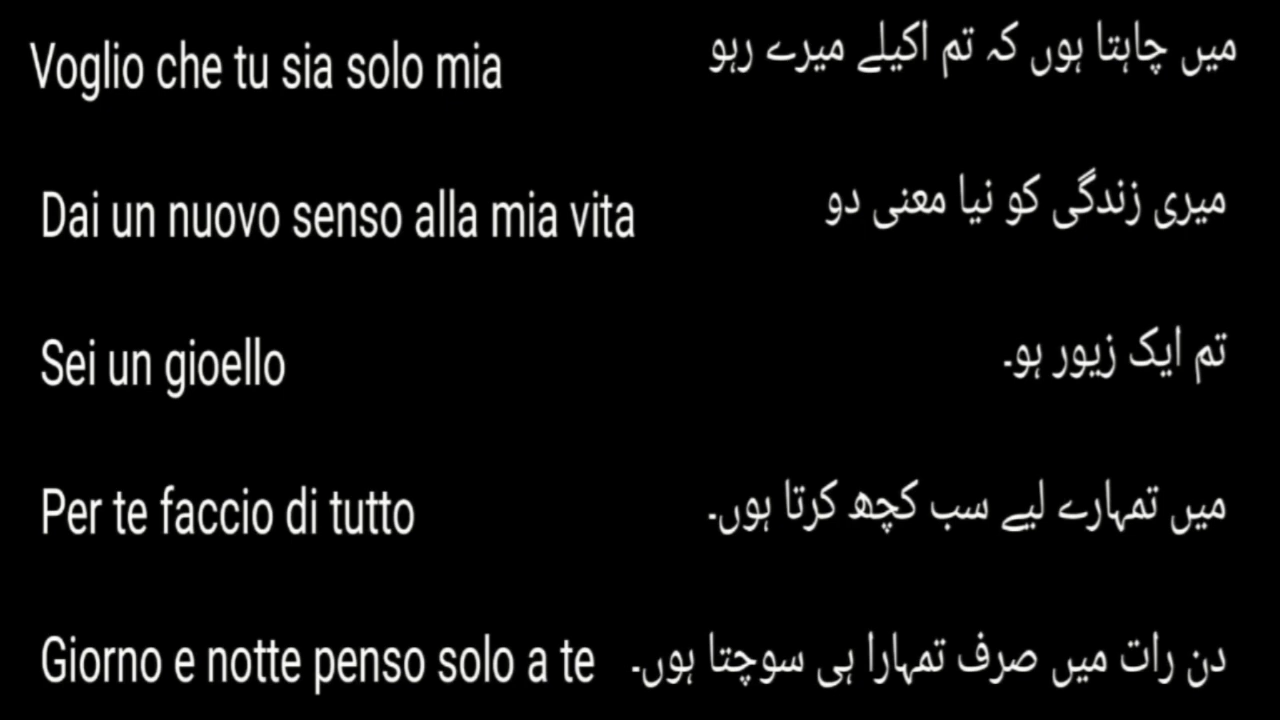 Voglio che tu sia solo mia میں چاہتا ہوں کہ تم اکیلے میرے رہو
Dai un nuovo senso alla mia vita میری زندگی کو نیا معنی دو
Sei un gioello تم ایک زیور ہو۔
Per te faccio di tutto میں تمہارے لیے سب کچھ کرتا ہوں۔
Giorno e notte penso solo a te دن رات میں صرف تمہارا ہی سوچتا ہوں۔